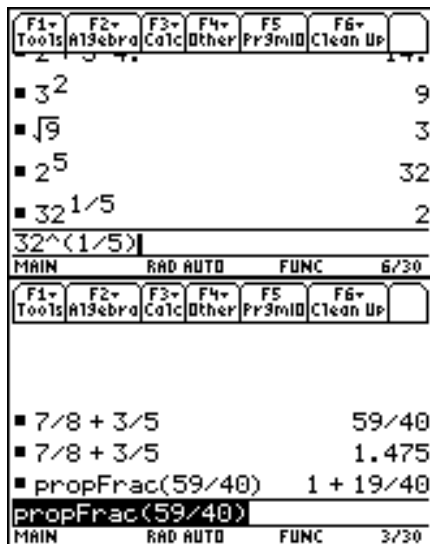 F1 F2 F3 F4 F5 F6
Tools Algebra Calc Other PrgmIO Clean Up
14.
▪ 3² 9
▪ √9 3
▪ 2⁵ 32
▪ 32^1/5 2
32^(1/5)
MAIN RAD AUTO FUNC 6/30
F1 F2 F3 F4 F5 F6
Tools Algebra Calc Other PrgmIO Clean Up
▪ 7/8 + 3/5 59/40
▪ 7/8 + 3/5 1.475
▪ propFrac(59/40) 1 + 19/40
propFrac(59/40)
MAIN RAD AUTO FUNC 3/30